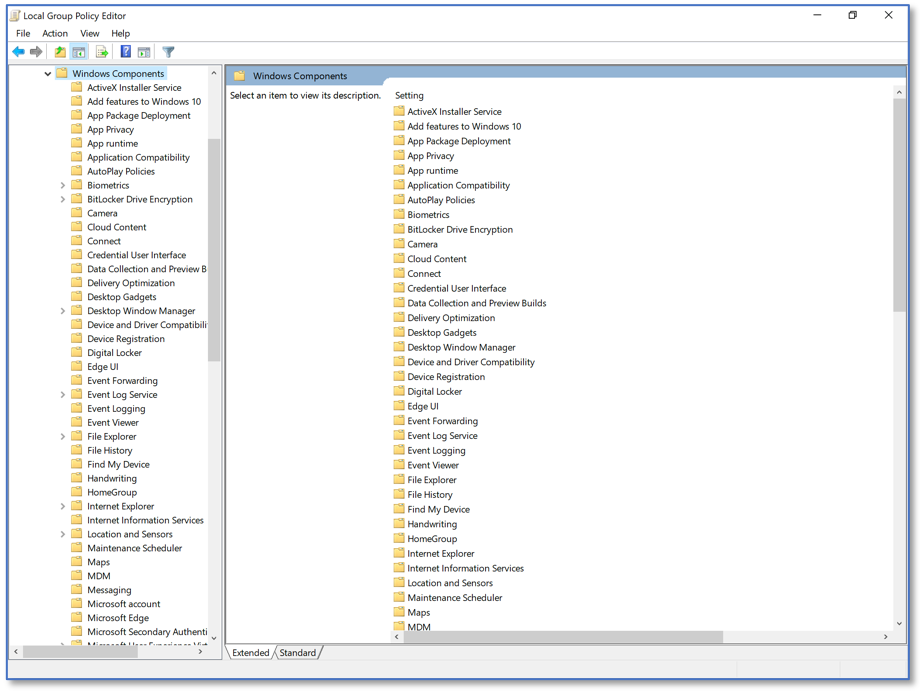 Local Group Policy Editor
File Action View Help
Windows Components
ActiveX Installer Service
Add features to Windows 10
App Package Deployment
App Privacy
App runtime
Application Compatibility
AutoPlay Policies
Biometrics
BitLocker Drive Encryption
Camera
Cloud Content
Connect
Credential User Interface
Data Collection and Preview B
Delivery Optimization
Desktop Gadgets
Desktop Window Manager
Device and Driver Compatibili
Device Registration
Digital Locker
Edge UI
Event Forwarding
Event Log Service
Event Logging
Event Viewer
File Explorer
File History
Find My Device
Handwriting
HomeGroup
Internet Explorer
Internet Information Services
Location and Sensors
Maintenance Scheduler
Maps
MDM
Messaging
Microsoft account
Microsoft Edge
Microsoft Secondary Authenti
Microsoft User Experience Virt
Windows Components
Select an item to view its description.
Setting
ActiveX Installer Service
Add features to Windows 10
App Package Deployment
App Privacy
App runtime
Application Compatibility
AutoPlay Policies
Biometrics
BitLocker Drive Encryption
Camera
Cloud Content
Connect
Credential User Interface
Data Collection and Preview Builds
Delivery Optimization
Desktop Gadgets
Desktop Window Manager
Device and Driver Compatibility
Device Registration
Digital Locker
Edge UI
Event Forwarding
Event Log Service
Event Logging
Event Viewer
File Explorer
File History
Find My Device
Handwriting
HomeGroup
Internet Explorer
Internet Information Services
Location and Sensors
Maintenance Scheduler
Maps
MDM
Extended Standard